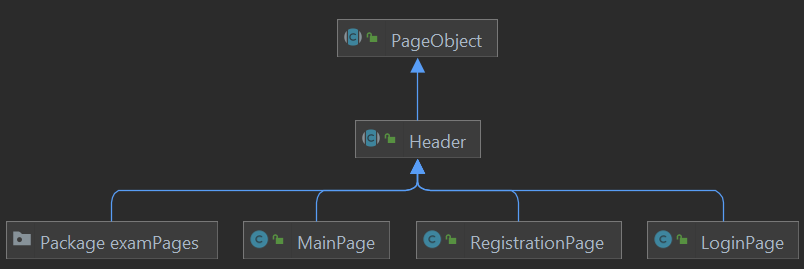 PageObject
Header
Package examPages
MainPage
RegistrationPage
LoginPage